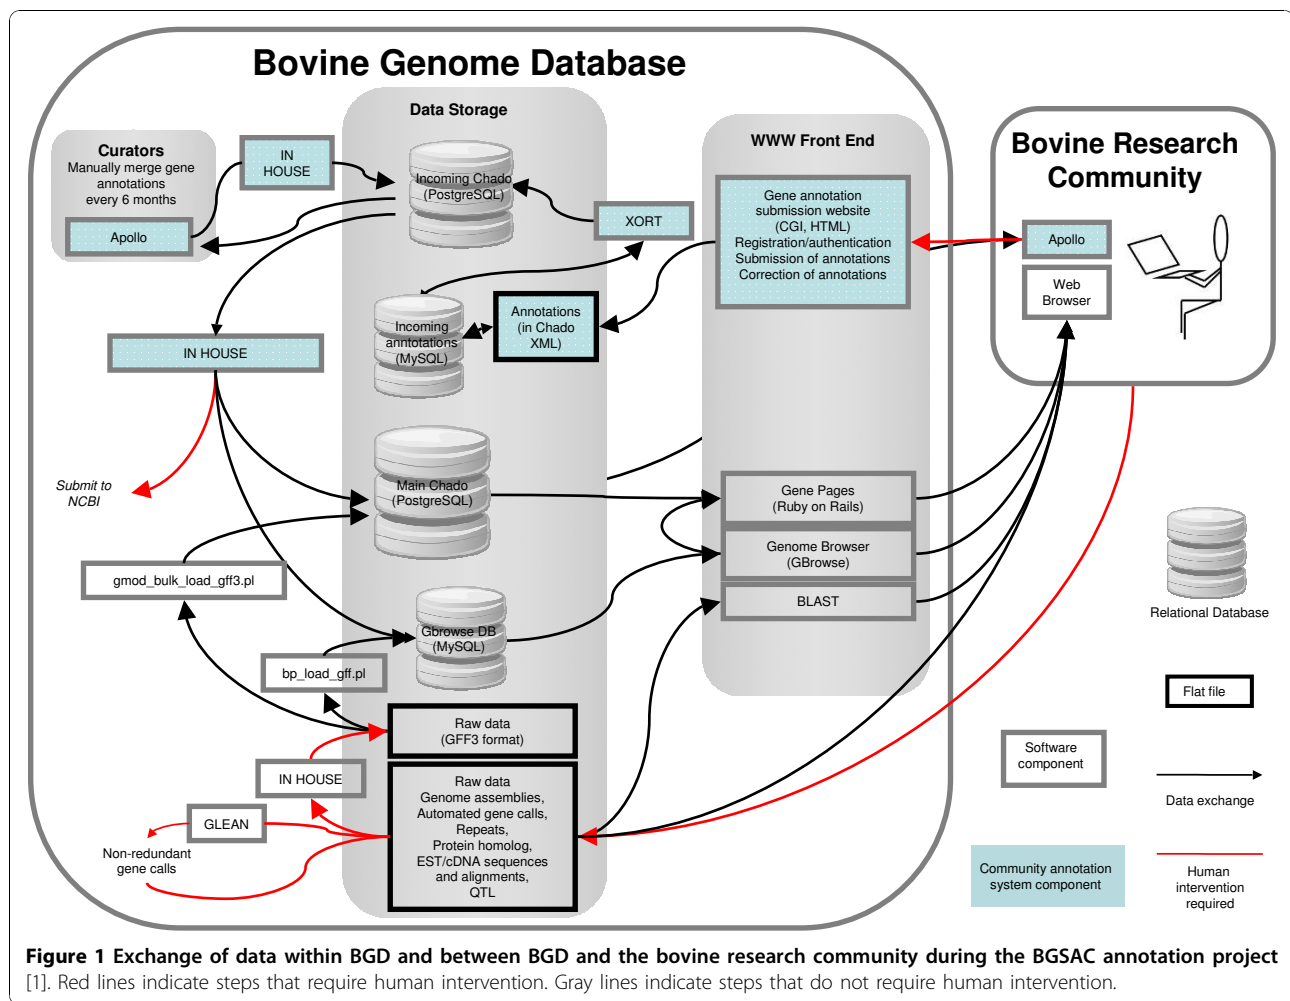 Bovine Genome Database
Data Storage
Curators
Manually merge gene
annotations
every 6 months
Apollo
IN
HOUSE
Incoming Chado
(PostgreSQL)
XORT
WWW Front End
Gene annotation
submission website
(CGI, HTML)
Registration/authentication
Submission of annotations
Correction of annotations
Bovine Research
Community
Apollo
Web
Browser
Incoming
anntotations
(MySQL)
Annotations
(in Chado
XML)
IN HOUSE
Submit to
NCBI
Main Chado
(PostgreSQL)
Gene Pages
(Ruby on Rails)
Genome Browser
(GBrowse)
BLAST
gmod_bulk_load_gff3.pl
Gbrowse DB
(MySQL)
bp_load_gff.pl
Raw data
(GFF3 format)
IN HOUSE
Raw data
Genome assemblies,
Automated gene calls,
Repeats,
Protein homolog,
EST/cDNA sequences
and alignments,
QTL
GLEAN
Non-redundant
gene calls
Relational Database
Flat file
Software
component
Data exchange
Community annotation
system component
Human
intervention
required
Figure 1 Exchange of data within BGD and between BGD and the bovine research community during the BGSAC annotation project
[1]. Red lines indicate steps that require human intervention. Gray lines indicate steps that do not require human intervention.